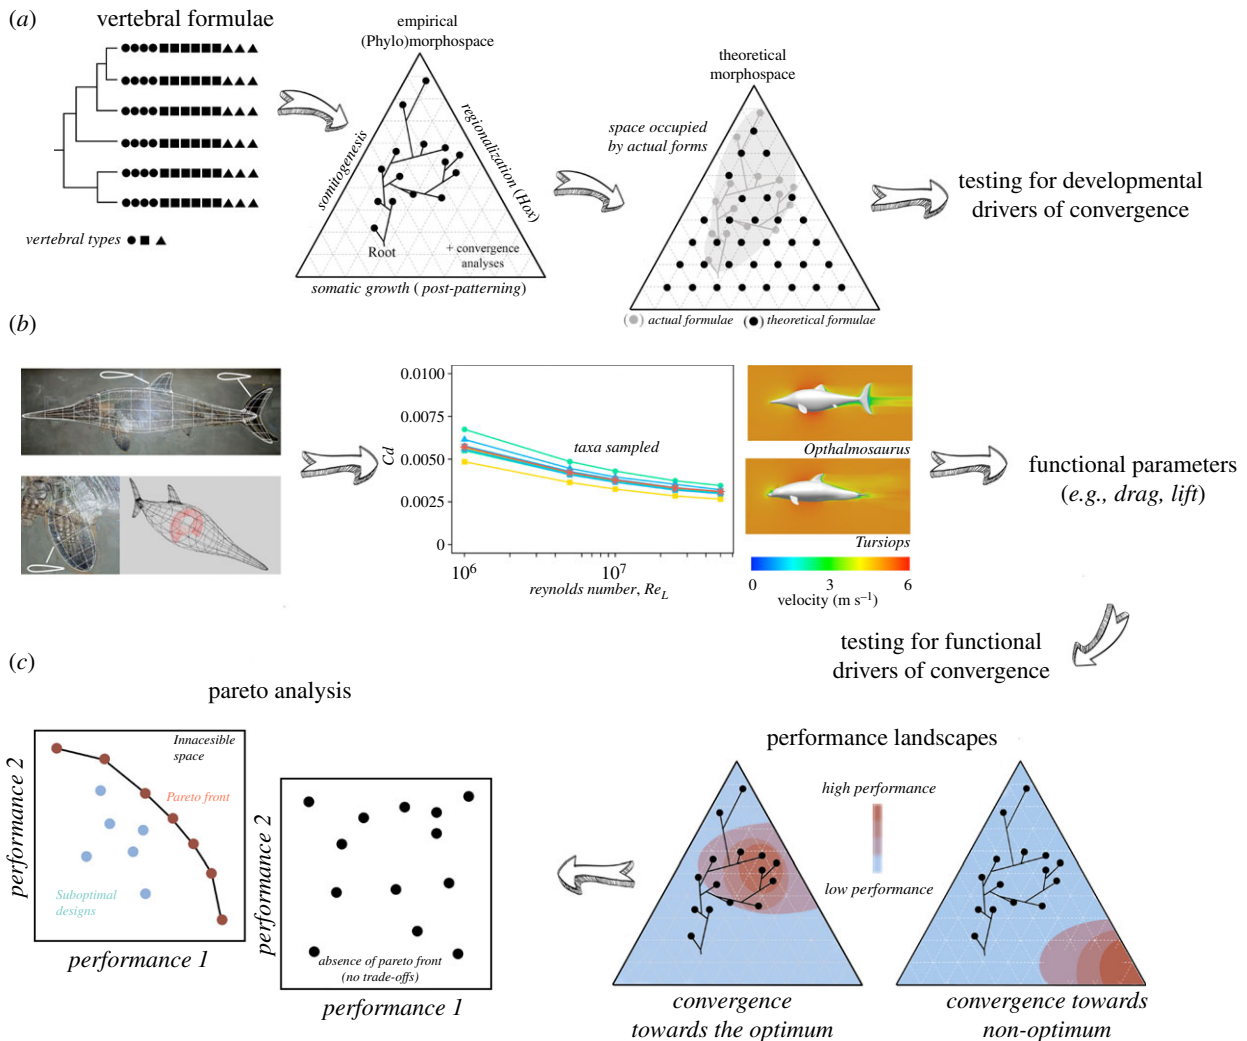 (a)
vertebral formulae
vertebral types
empirical
(Phylo)morphospace
somitogenesis
regionalization (Hox)
Root
+ convergence
analyses
somatic growth ( post-patterning)
theoretical
morphospace
space occupied
by actual forms
( ) actual formulae ( ) theoretical formulae
testing for developmental
drivers of convergence
(b)
0.0100
0.0075
0.0050
0.0025
0
Cd
taxa sampled
10⁶
10⁷
reynolds number, Re_L
Opthalmosaurus
Tursiops
0 3 6
velocity (m s⁻¹)
functional parameters
(e.g., drag, lift)
testing for functional
drivers of convergence
(c)
pareto analysis
performance 2
Innacesible
space
Pareto front
Suboptimal
designs
performance 1
performance 2
absence of pareto front
(no trade-offs)
performance 1
performance landscapes
high performance
low performance
convergence
towards the optimum
convergence towards
non-optimum